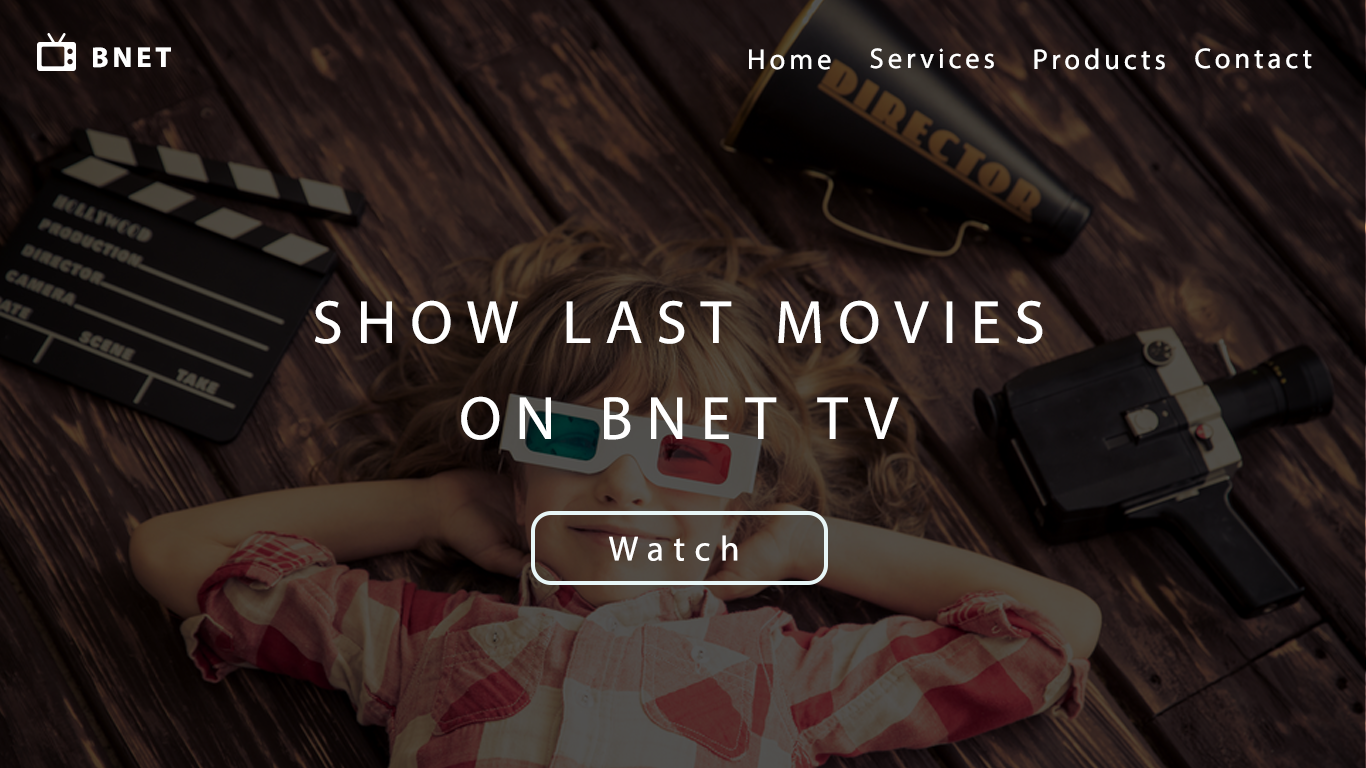 BNET
Home Services Products Contact
DIRECTOR
HOLLYWOOD
PRODUCTION
DIRECTOR
CAMERA
DATE
SCENE
TAKE
SHOW LAST MOVIES
ON BNET TV
Watch